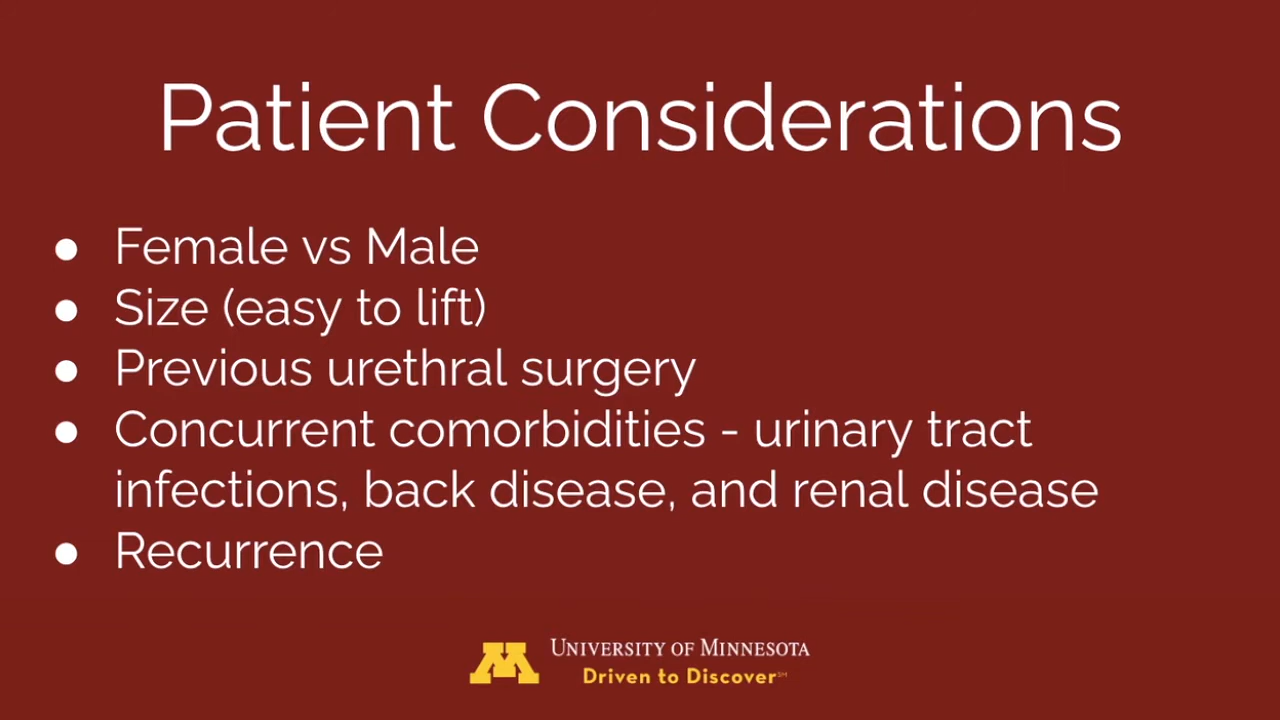 Patient Considerations
● Female vs Male
● Size (easy to lift)
● Previous urethral surgery
● Concurrent comorbidities - urinary tract
infections, back disease, and renal disease
● Recurrence
M UNIVERSITY OF MINNESOTA
Driven to Discover℠